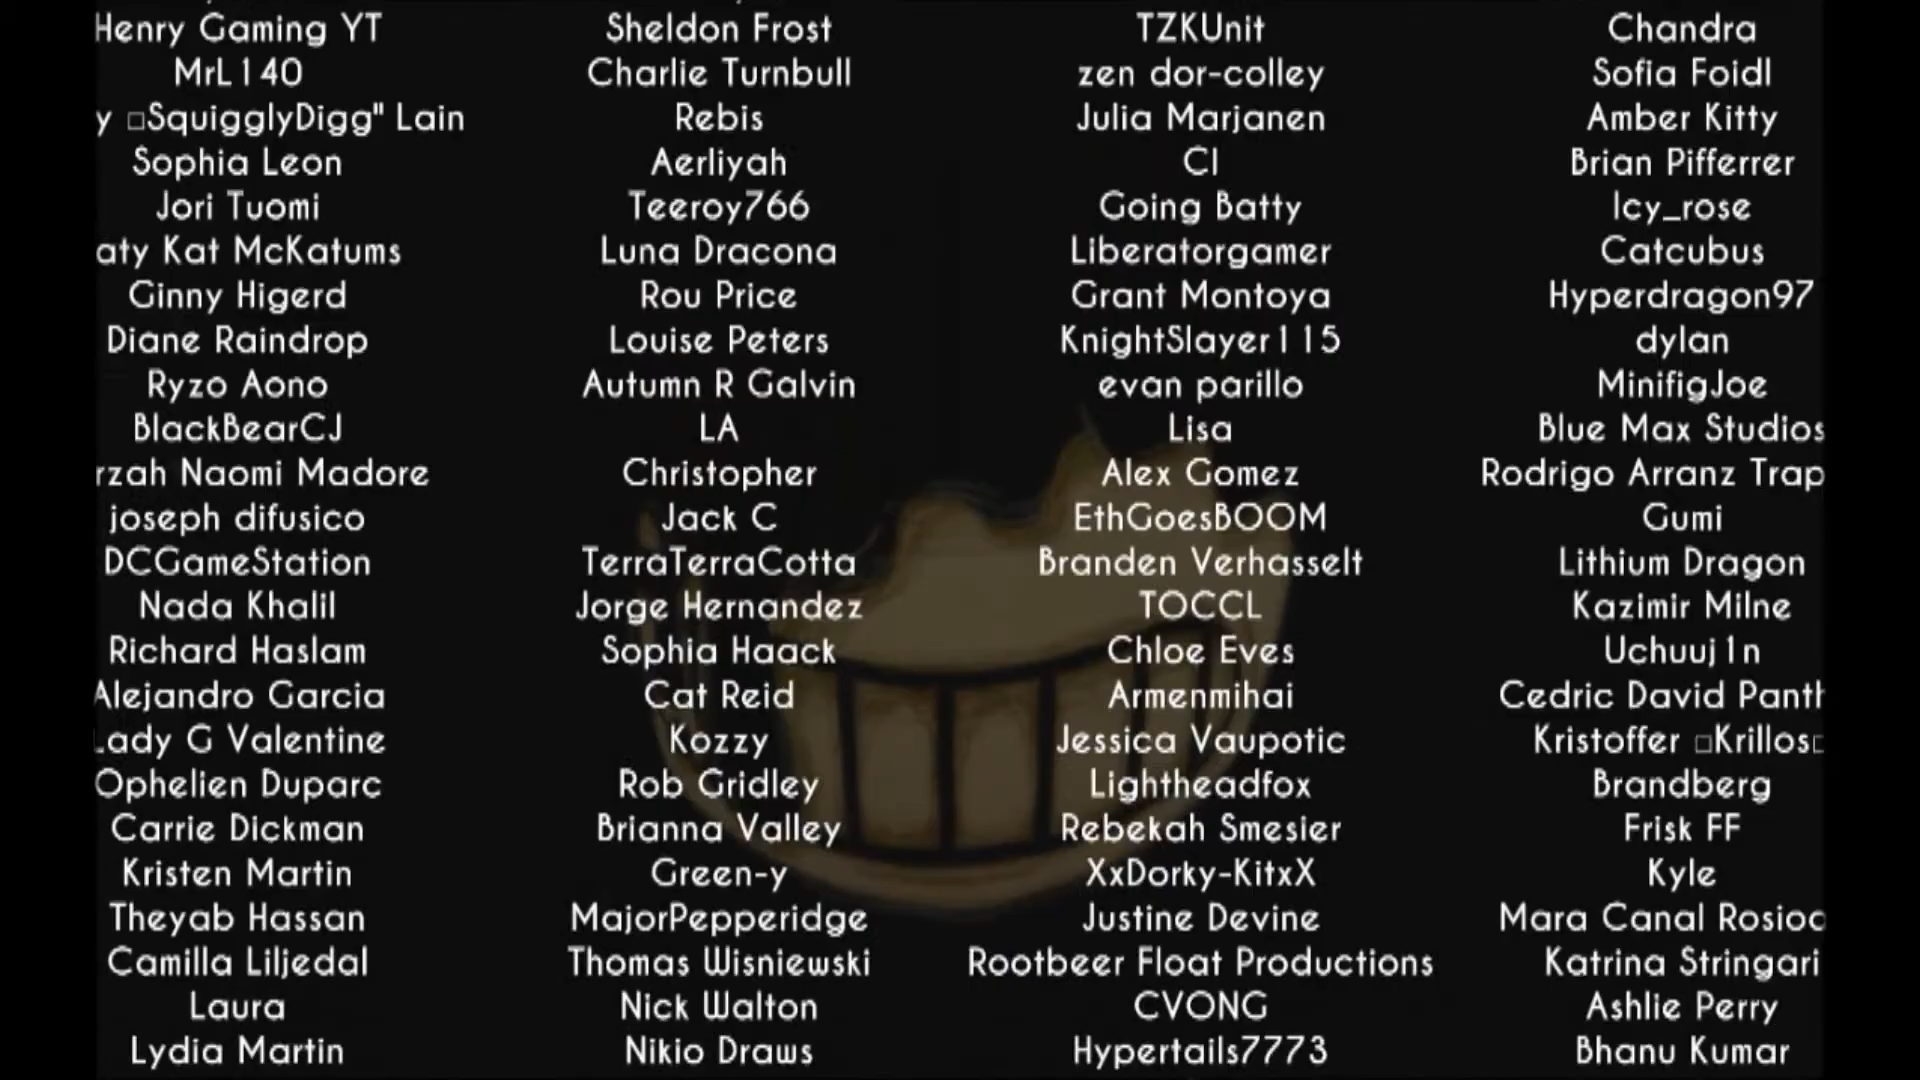 Henry Gaming YT Sheldon Frost TZKUnit Chandra
MrL140 Charlie Turnbull zen dor-colley Sofia Foidl
y □SquigglyDigg" Lain Rebis Julia Marjanen Amber Kitty
Sophia Leon Aerliyah CI Brian Pifferrer
Jori Tuomi Teeroy766 Going Batty Icy_rose
aty Kat McKatums Luna Dracona Liberatorgamer Catcubus
Ginny Higerd Rou Price Grant Montoya Hyperdragon97
Diane Raindrop Louise Peters KnightSlayer115 dylan
Ryzo Aono Autumn R Galvin evan parillo MinifigJoe
BlackBearCJ LA Lisa Blue Max Studios
rzah Naomi Madore Christopher Alex Gomez Rodrigo Arranz Trap
joseph difusico Jack C EthGoesBOOM Gumi
DCGameStation TerraTerraCotta Branden Verhasselt Lithium Dragon
Nada Khalil Jorge Hernandez TOCCL Kazimir Milne
Richard Haslam Sophia Haack Chloe Eves Uchuuj1n
Alejandro Garcia Cat Reid Armenmihai Cedric David Panth
Lady G Valentine Kozzy Jessica Vaupotic Kristoffer □Krillos□
Ophelien Duparc Rob Gridley Lightheadfox Brandberg
Carrie Dickman Brianna Valley Rebekah Smesier Frisk FF
Kristen Martin Green-y XxDorky-KitxX Kyle
Theyab Hassan MajorPepperidge Justine Devine Mara Canal Rosioc
Camilla Liljedal Thomas Wisniewski Rootbeer Float Productions Katrina Stringari
Laura Nick Walton CVONG Ashlie Perry
Lydia Martin Nikio Draws Hypertails7773 Bhanu Kumar